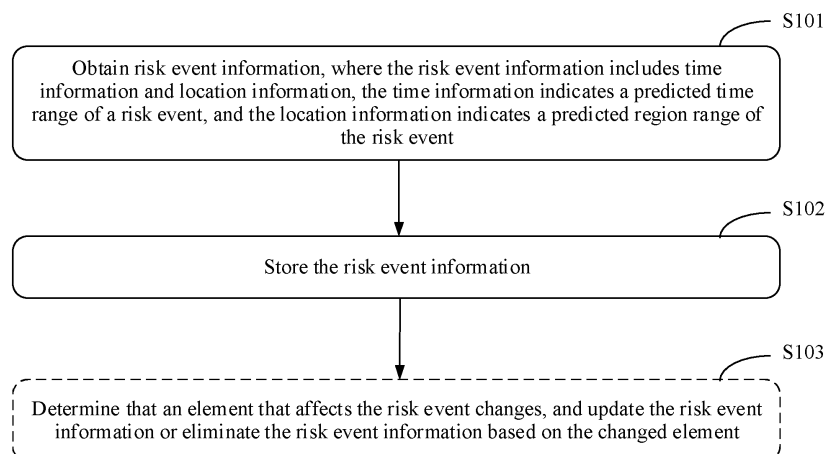 S101
Obtain risk event information, where the risk event information includes time
information and location information, the time information indicates a predicted time
range of a risk event, and the location information indicates a predicted region range of
the risk event
S102
Store the risk event information
S103
Determine that an element that affects the risk event changes, and update the risk event
information or eliminate the risk event information based on the changed element